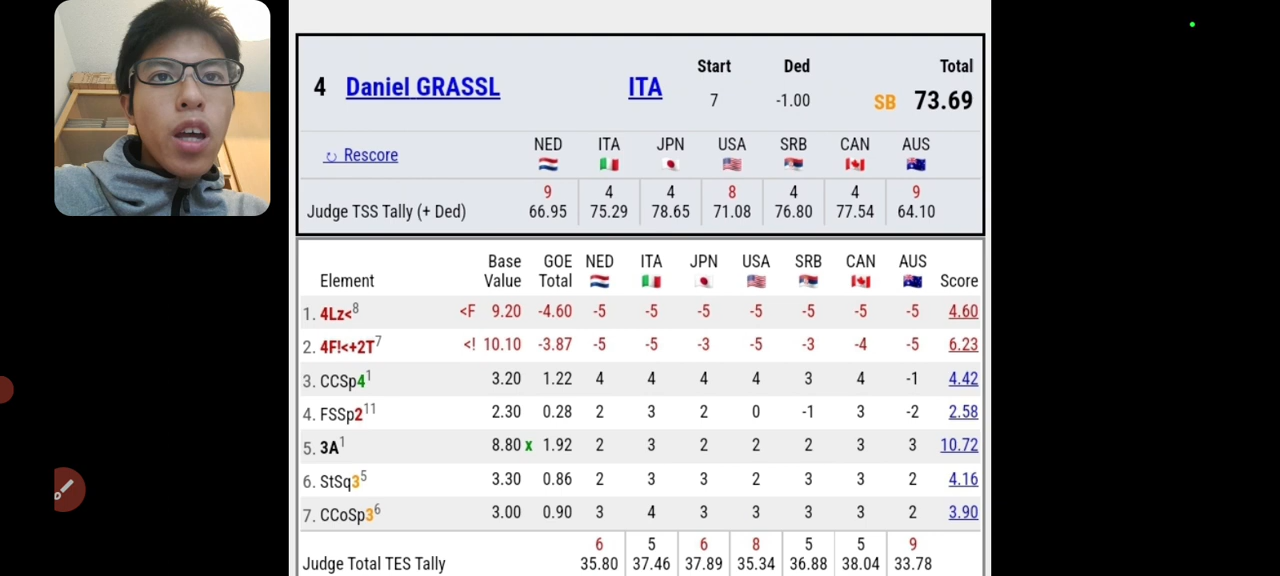 Start Ded Total
4 Daniel GRASSL ITA 7 -1.00 SB 73.69
NED ITA JPN USA SRB CAN AUS
↻ Rescore
9 4 4 8 4 4 9
Judge TSS Tally (+ Ded) 66.95 75.29 78.65 71.08 76.80 77.54 64.10
Base GOE NED ITA JPN USA SRB CAN AUS
Element Value Total Score
1. 4Lz<8 <F 9.20 -4.60 -5 -5 -5 -5 -5 -5 -5 4.60
2. 4F!<+2T7 <! 10.10 -3.87 -5 -5 -3 -5 -3 -4 -5 6.23
3. CCSp41 3.20 1.22 4 4 4 4 3 4 -1 4.42
4. FSSp211 2.30 0.28 2 3 2 0 -1 3 -2 2.58
5. 3A1 8.80 x 1.92 2 3 2 2 2 3 3 10.72
6. StSq35 3.30 0.86 2 3 3 2 3 3 2 4.16
7. CCoSp36 3.00 0.90 3 4 3 3 3 3 2 3.90
6 5 6 8 5 5 9
Judge Total TES Tally 35.80 37.46 37.89 35.34 36.88 38.04 33.78